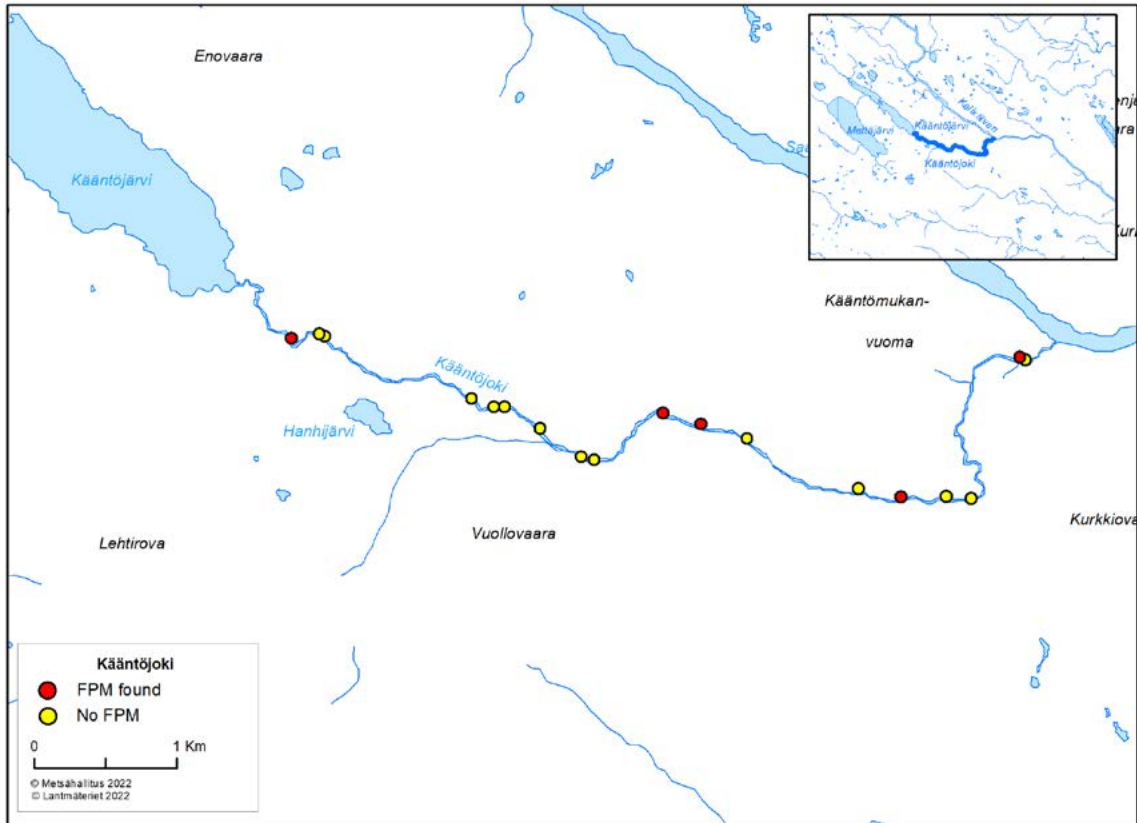 Enovaara
Kääntöjärvi
Kääntöjoki
Hanhijärvi
Lehtirova
Vuollovaara
Kääntömukan-
vuoma
Mettäjärvi
Kääntöjärvi
Kääntöjoki
Kääntöjoki
FPM found
No FPM
0
1 Km
© Metsähallitus 2022
© Lantmäteriet 2022